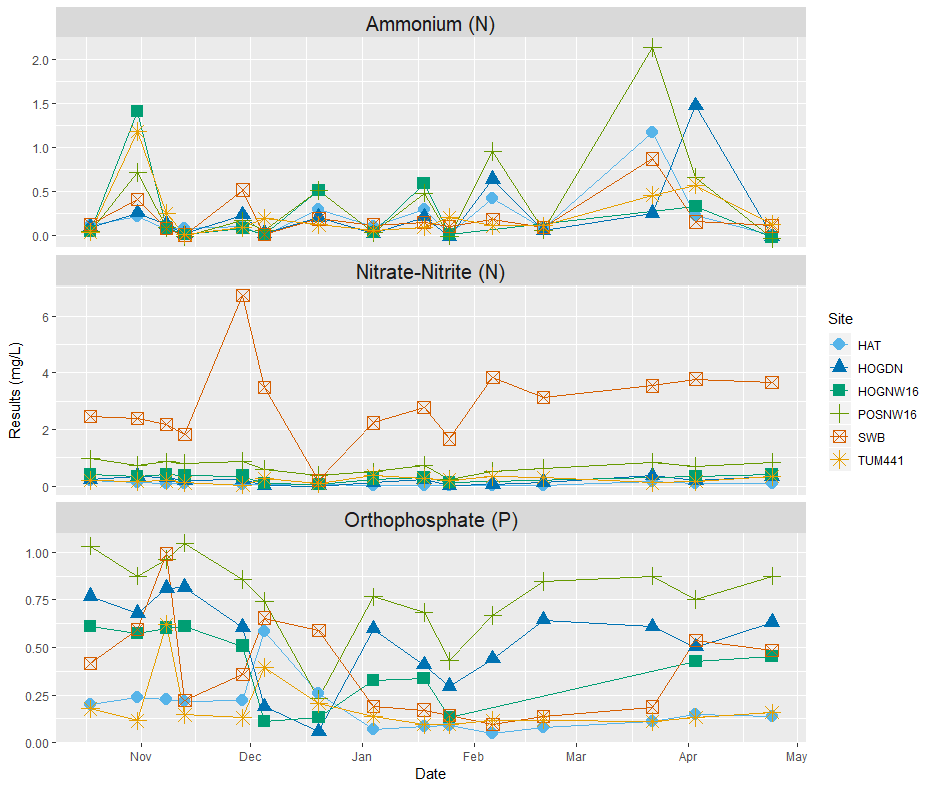 Ammonium (N)
2.0
1.5
1.0
0.5
0.0
Nitrate-Nitrite (N)
6
4
2
0
Results (mg/L)
Orthophosphate (P)
1.00
0.75
0.50
0.25
0.00
Nov Dec Jan Feb Mar Apr May
Date
Site
HAT
HOGDN
HOGNW16
POSNW16
SWB
TUM441